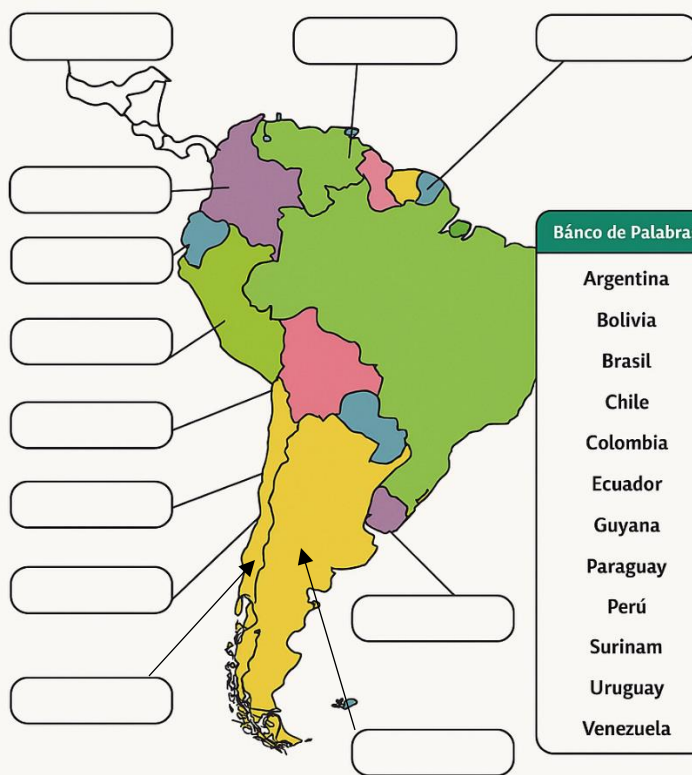 Bánco de Palabra
Argentina
Bolivia
Brasil
Chile
Colombia
Ecuador
Guyana
Paraguay
Perú
Surinam
Uruguay
Venezuela